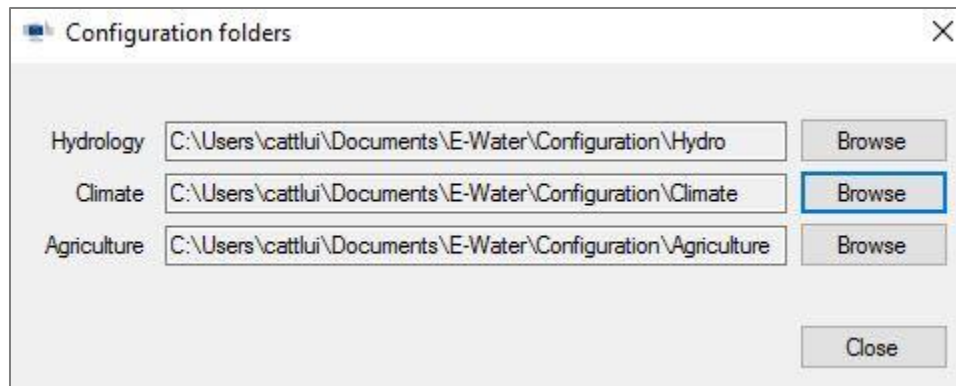 Configuration folders
Hydrology C:\Users\cattlui\Documents\E-Water\Configuration\Hydro Browse
Climate C:\Users\cattlui\Documents\E-Water\Configuration\Climate Browse
Agriculture C:\Users\cattlui\Documents\E-Water\Configuration\Agriculture Browse
Close